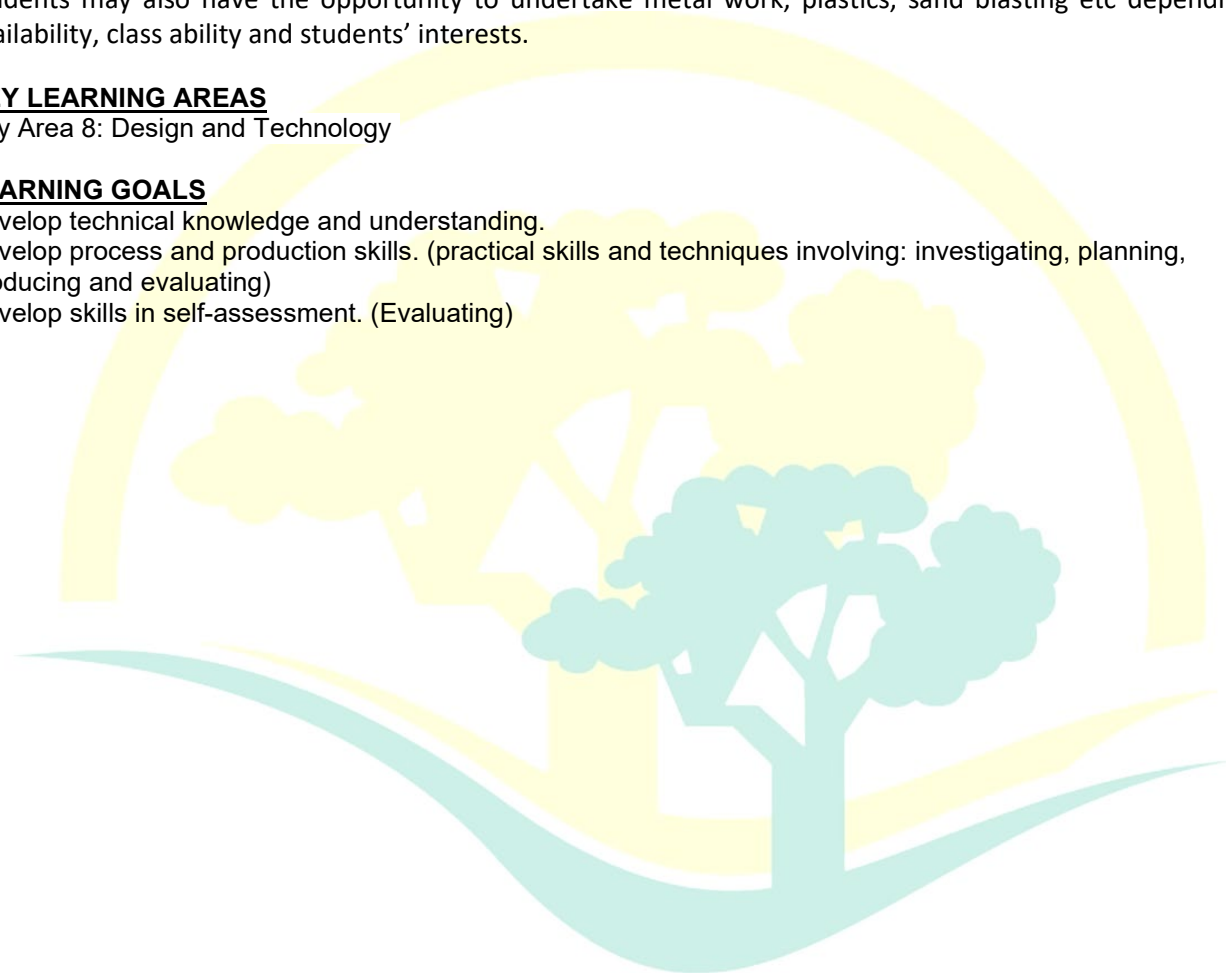 dents may also have the opportunity to undertake metal work, plastics, sand blasting etc dependi
ailability, class ability and students' interests.
Y LEARNING AREAS
y Area 8: Design and Technology
ARNING GOALS
velop technical knowledge and understanding.
velop process and production skills. (practical skills and techniques involving: investigating, planning,
oducing and evaluating)
velop skills in self-assessment. (Evaluating)